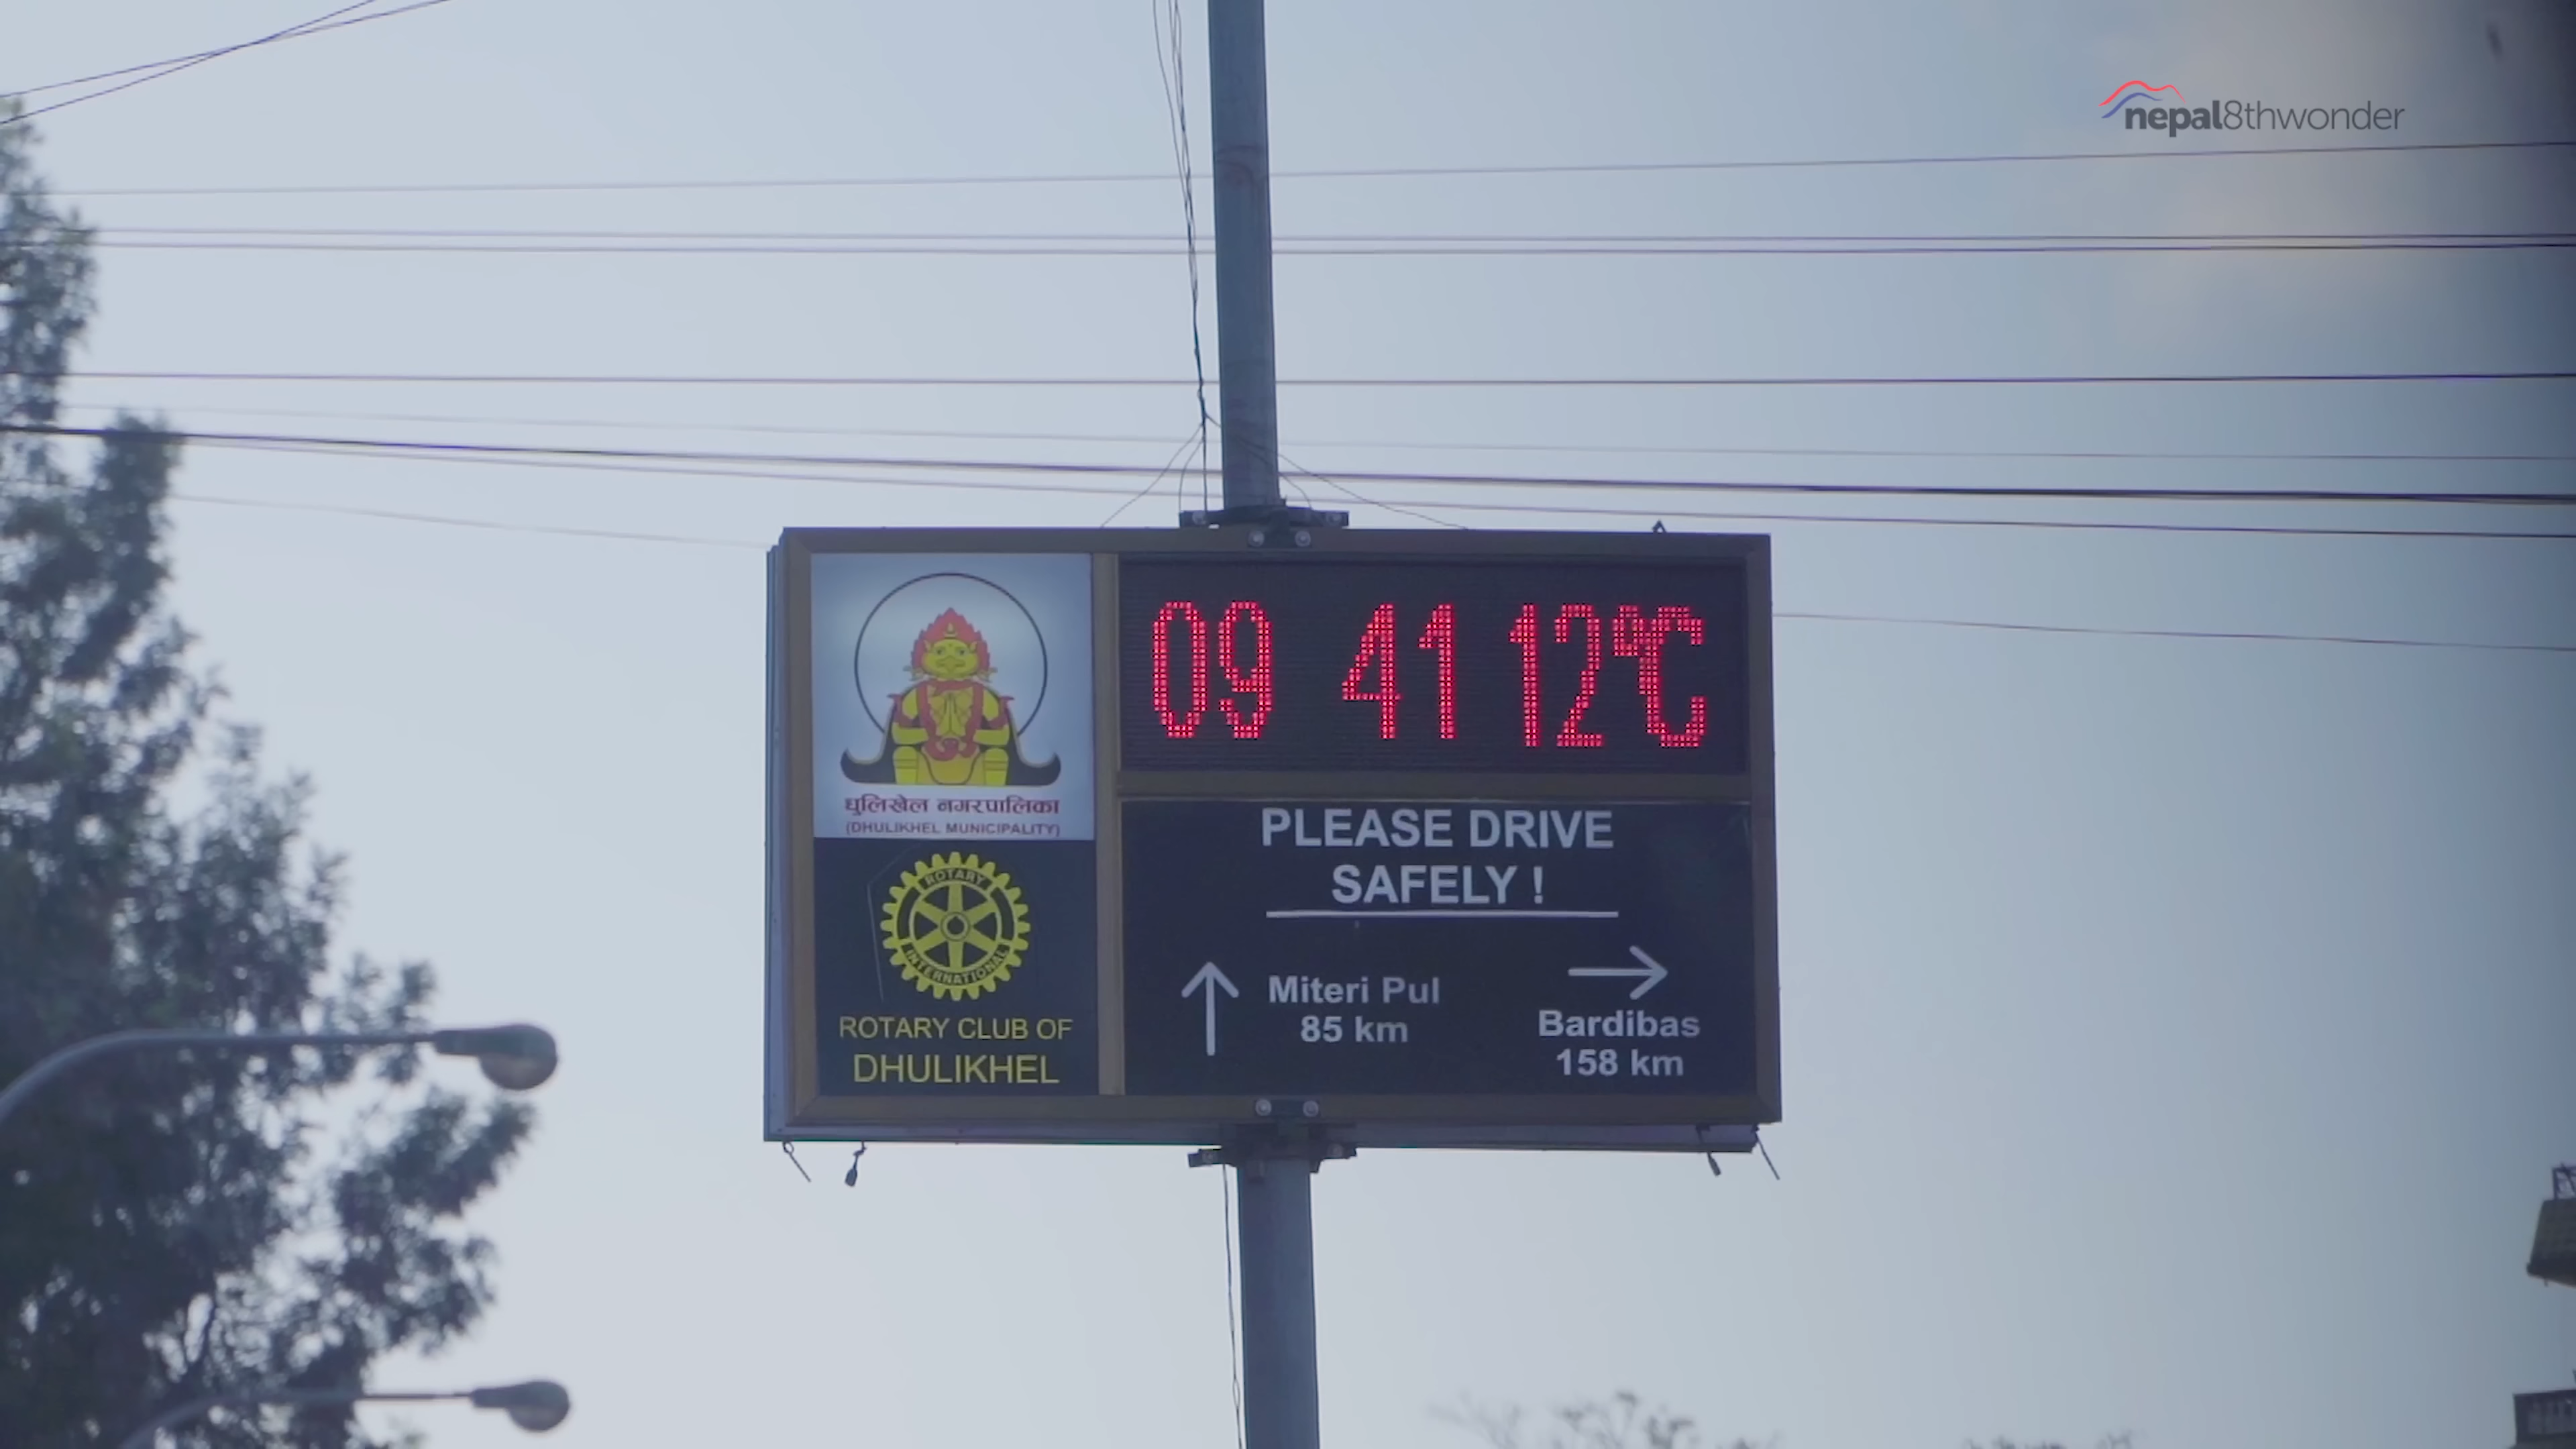 nepal8thwonder
09 41 12°C
धुलिखेल नगरपालिका
(DHULIKHEL MUNICIPALITY)
ROTARY
INTERNATIONAL
ROTARY CLUB OF
DHULIKHEL
PLEASE DRIVE
SAFELY !
Miteri Pul
85 km
Bardibas
158 km